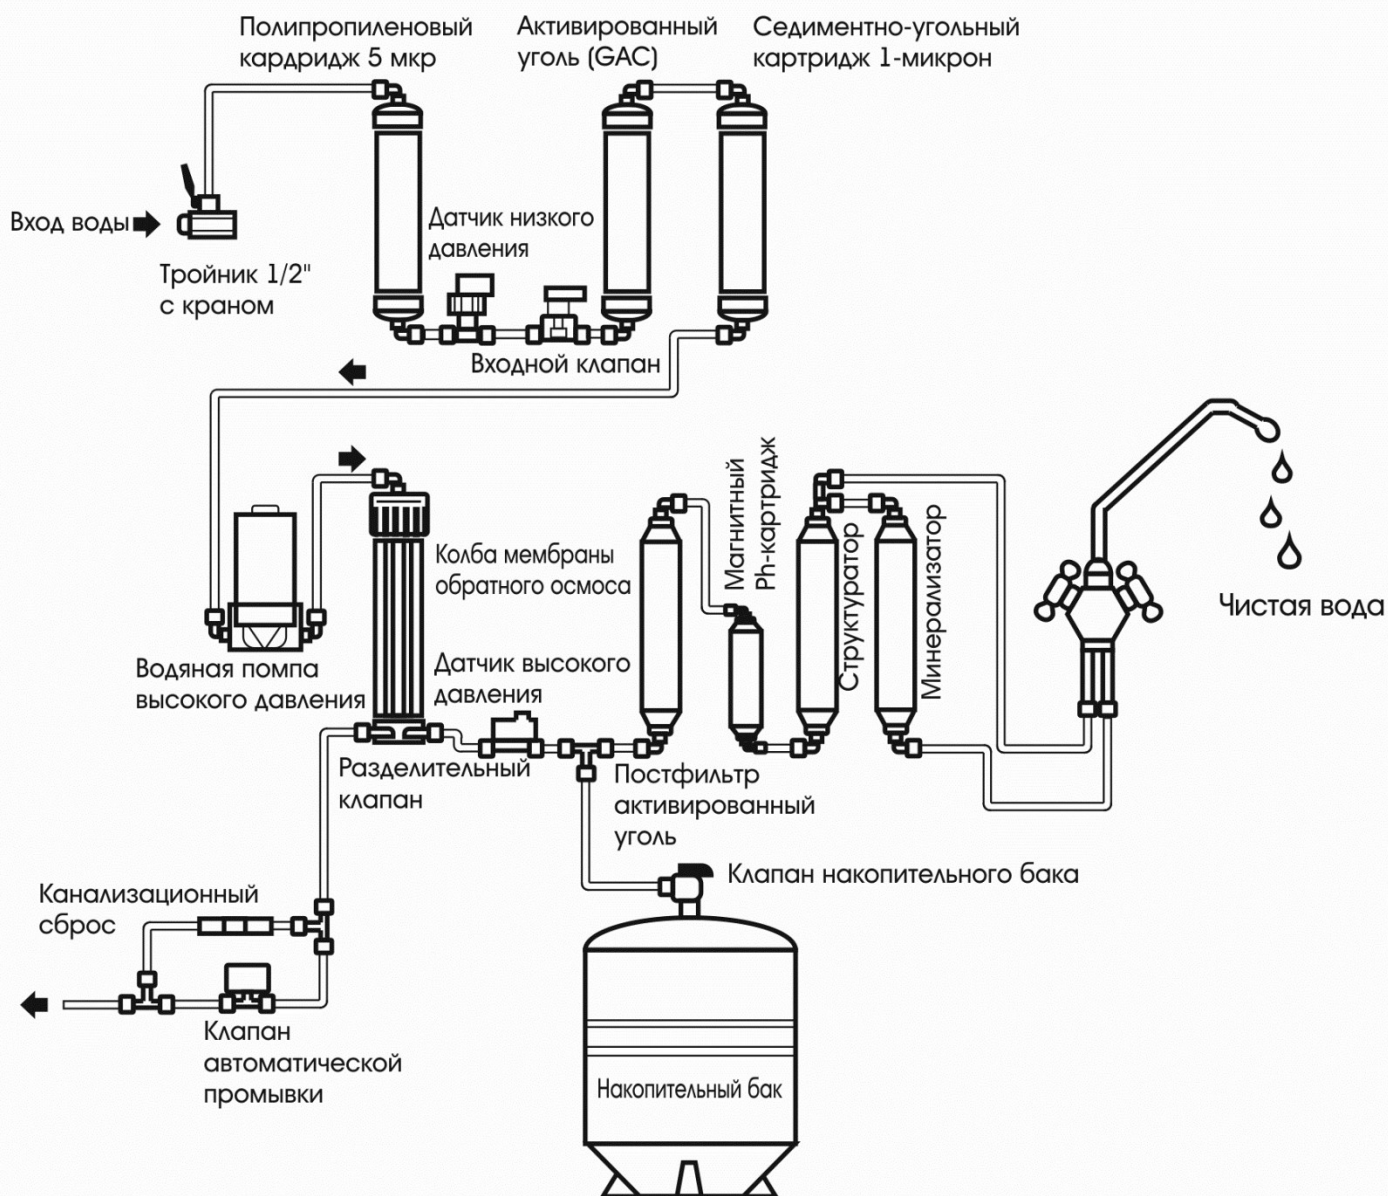 Полипропиленовый
кардридж 5 мкр
Активированный
уголь (GAC)
Седиментно-угольный
картридж 1-микрон
Вход воды
Тройник 1/2"
с краном
Датчик низкого
давления
Входной клапан
Водяная помпа
высокого давления
Колба мембраны
обратного осмоса
Датчик высокого
давления
Разделительный
клапан
Магнитный
Ph-картридж
Структуратор
Минерализатор
Чистая вода
Постфильтр
активированный
уголь
Клапан накопительного бака
Канализационный
сброс
Клапан
автоматической
промывки
Накопительный бак